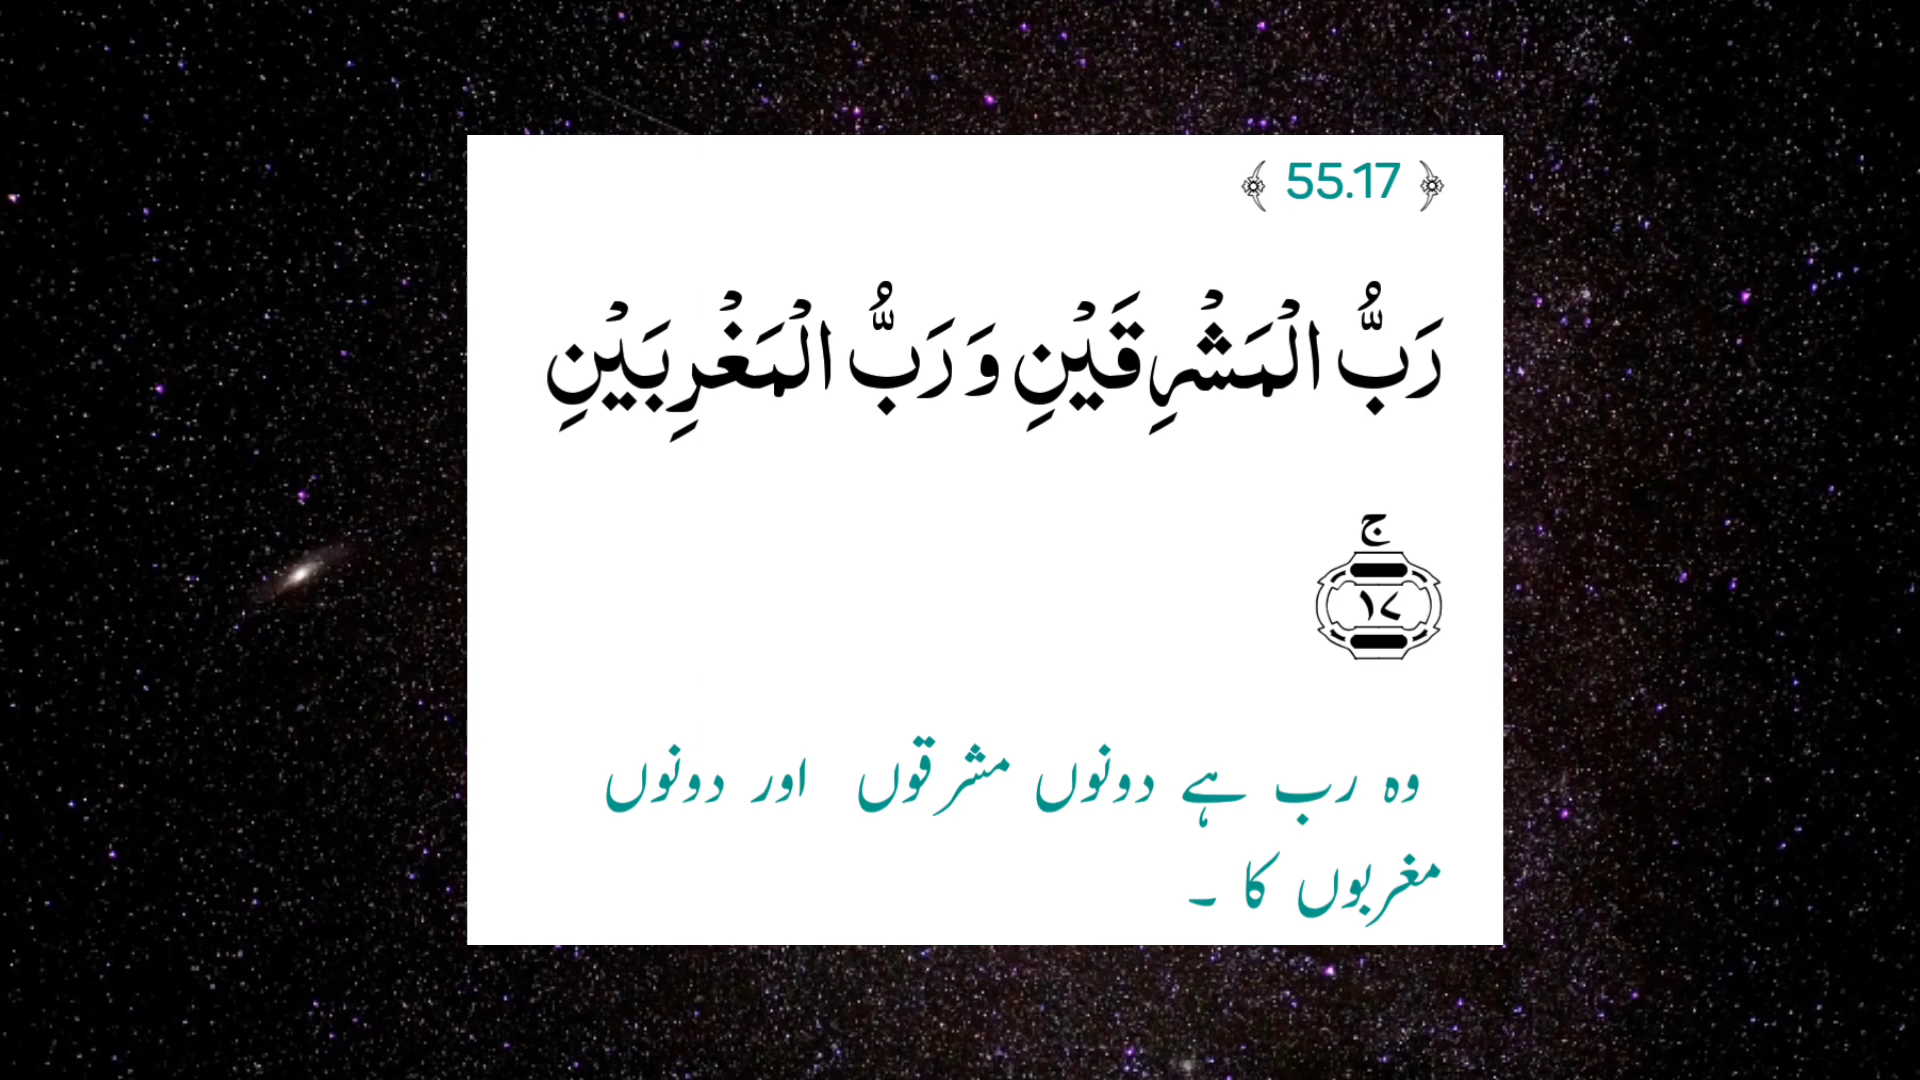 ﴿ 55.17 ﴾
رَبُّ الۡمَشۡرِقَيۡنِ وَ رَبُّ الۡمَغۡرِبَيۡنِ
ج
١٧
وہ رب ہے دونوں مشرقوں اور دونوں
مغربوں کا ۔